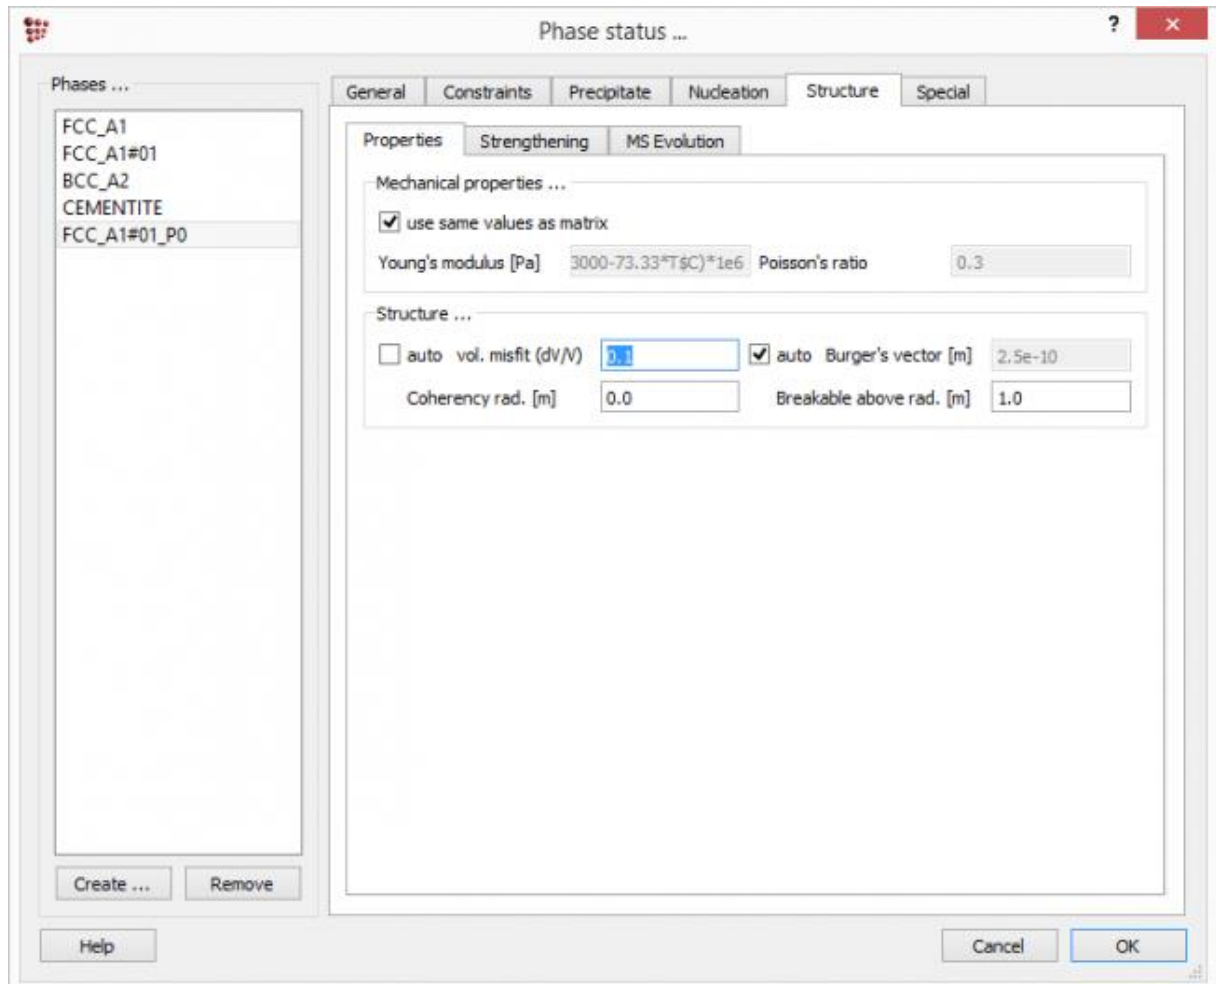 Phase status ...
?
Phases ...
FCC_A1
FCC_A1#01
BCC_A2
CEMENTITE
FCC_A1#01_P0
Create ...
Remove
General
Constraints
Precipitate
Nucleation
Structure
Special
Properties
Strengthening
MS Evolution
Mechanical properties ...
use same values as matrix
Young's modulus [Pa] 3000-73.33*T$C)*1e6 Poisson's ratio 0.3
Structure ...
auto vol. misfit (dV/V) 0.1 auto Burger's vector [m] 2.5e-10
Coherency rad. [m] 0.0 Breakable above rad. [m] 1.0
Help
Cancel
OK